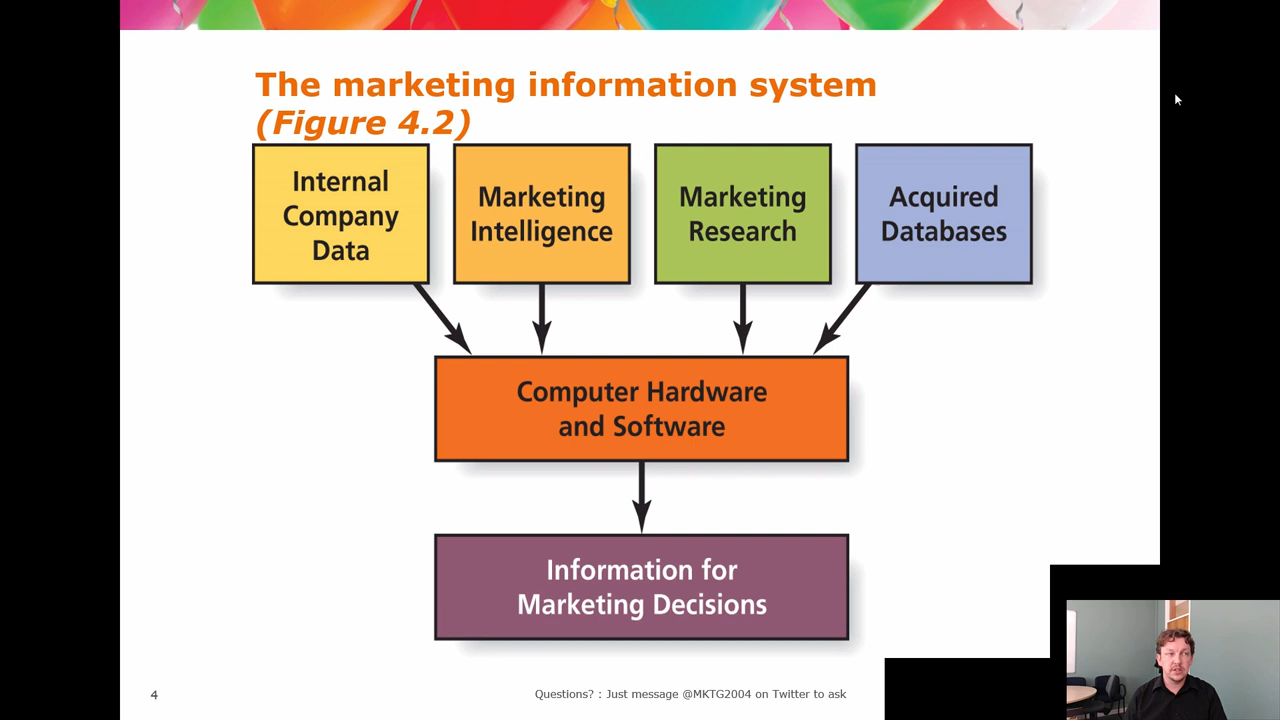 The marketing information system
(Figure 4.2)
Internal
Company
Data
Marketing
Intelligence
Marketing
Research
Acquired
Databases
Computer Hardware
and Software
Information for
Marketing Decisions
4
Questions? : Just message @MKTG2004 on Twitter to ask